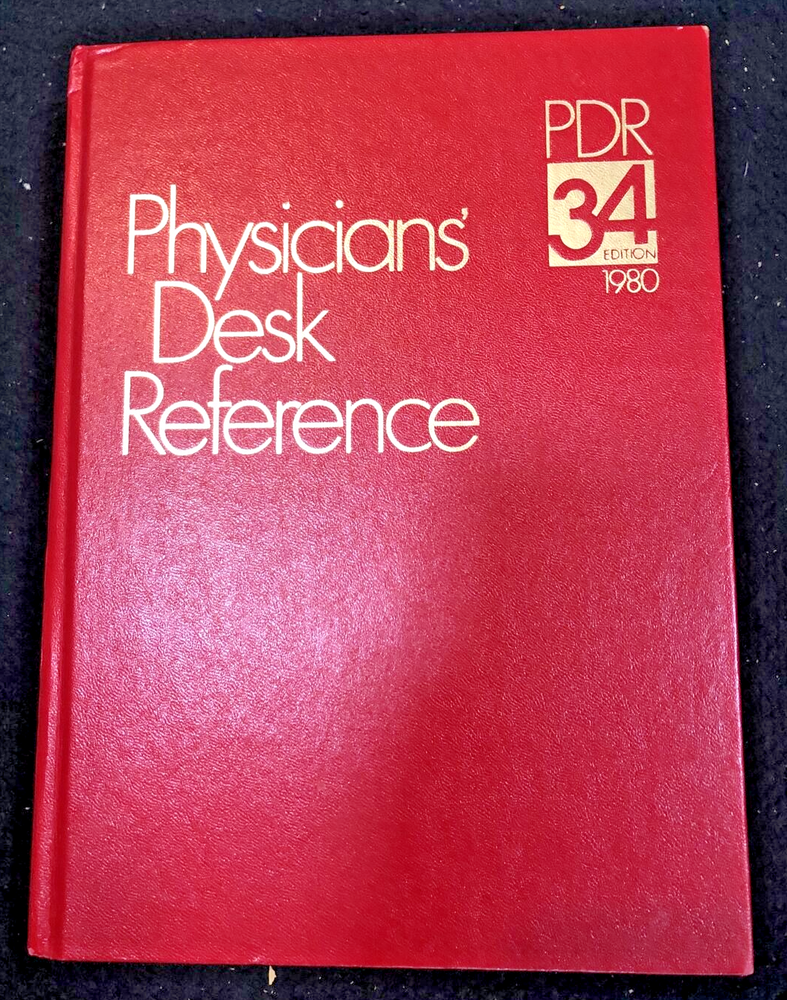 PDR
34
EDITION
1980
Physicians'
Desk
Reference